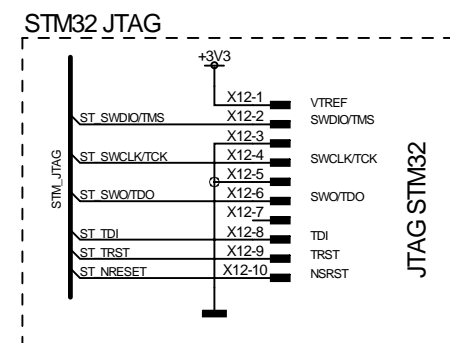 STM32 JTAG
+3V3
X12-1 VTREF
ST_SWDIO/TMS X12-2 SWDIO/TMS
X12-3
ST_SWCLK/TCK X12-4 SWCLK/TCK
X12-5
ST_SWO/TDO X12-6 SWO/TDO
X12-7
ST_TDI X12-8 TDI
ST_TRST X12-9 TRST
ST_NRESET X12-10 NSRST
STM_JTAG
JTAG STM32